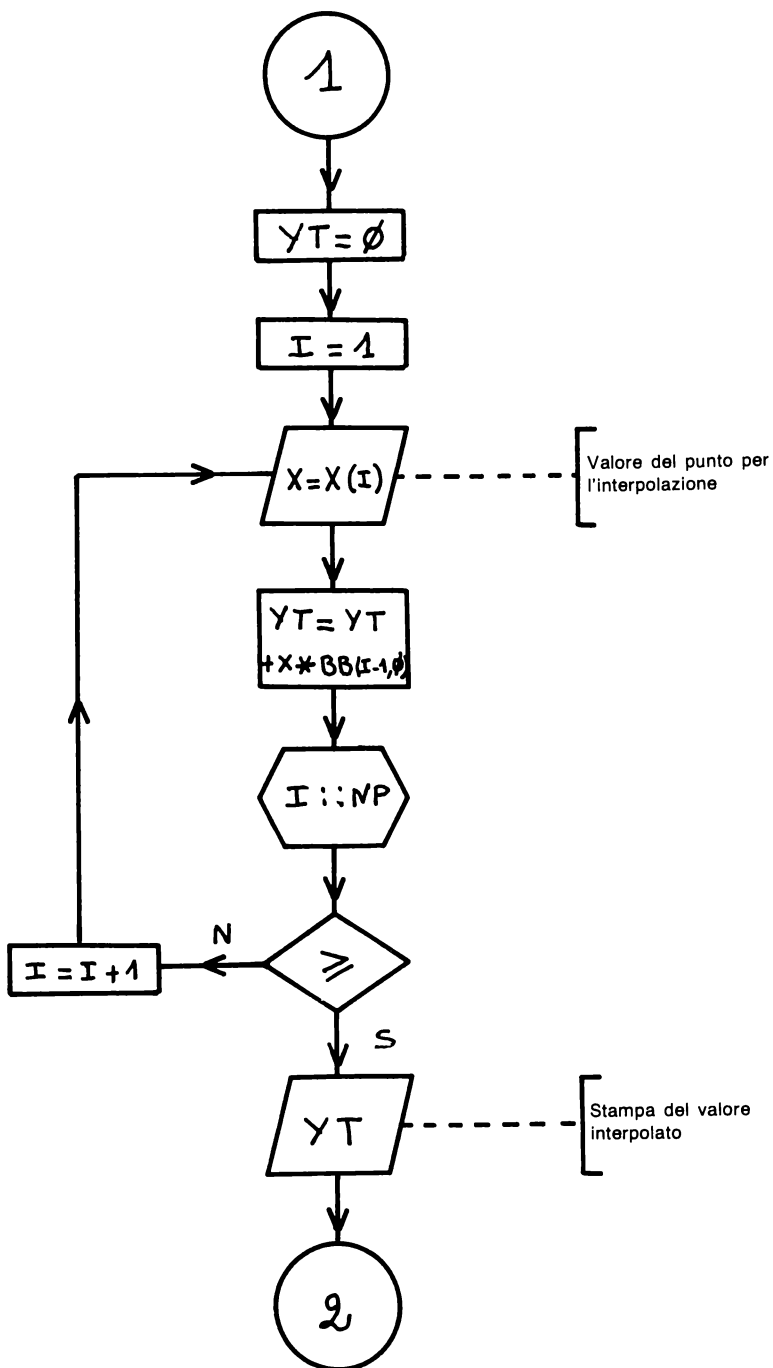 1
YT=Ø
I = 1
X=X(I)
Valore del punto per
l'interpolazione
YT=YT
+X*BB(I-1,Ø)
I::NP
N
≥
I=I+1
S
YT
Stampa del valore
interpolato
2